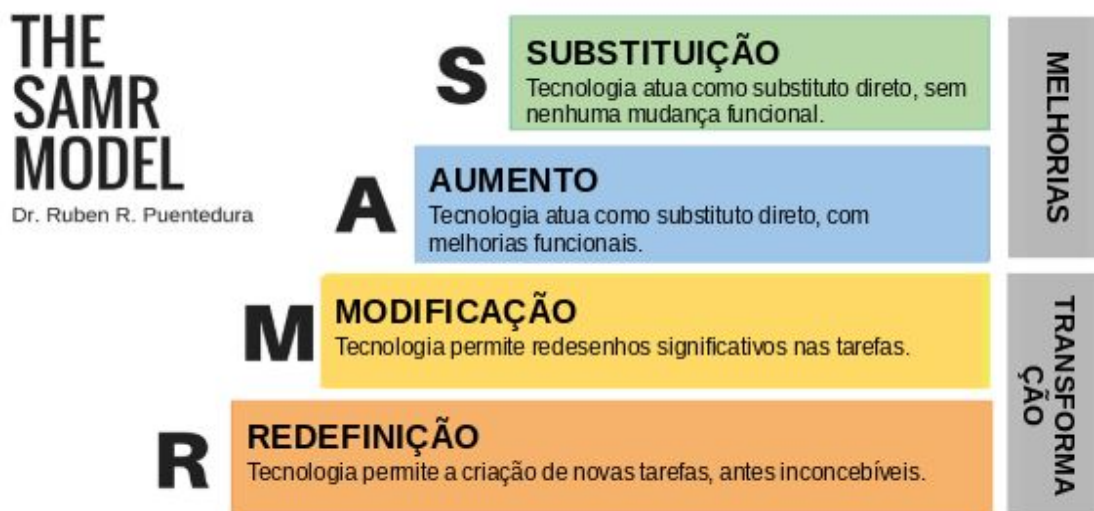 THE
SAMR
MODEL
Dr. Ruben R. Puentedura
S
SUBSTITUIÇÃO
Tecnologia atua como substituto direto, sem
nenhuma mudança funcional.
A
AUMENTO
Tecnologia atua como substituto direto, com
melhorias funcionais.
MELHORIAS
M
MODIFICAÇÃO
Tecnologia permite redesenhos significativos nas tarefas.
R
REDEFINIÇÃO
Tecnologia permite a criação de novas tarefas, antes inconcebíveis.
TRANSFORMA
ÇÃO